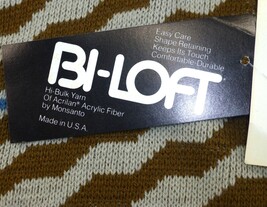 Easy Care
Shape Retaining
Keeps Its Touch
Comfortable-Durable
BI-LOFT
Hi-Bulk Yarn
Of Acrilan® Acrylic Fiber
by Monsanto
Made in U.S.A.